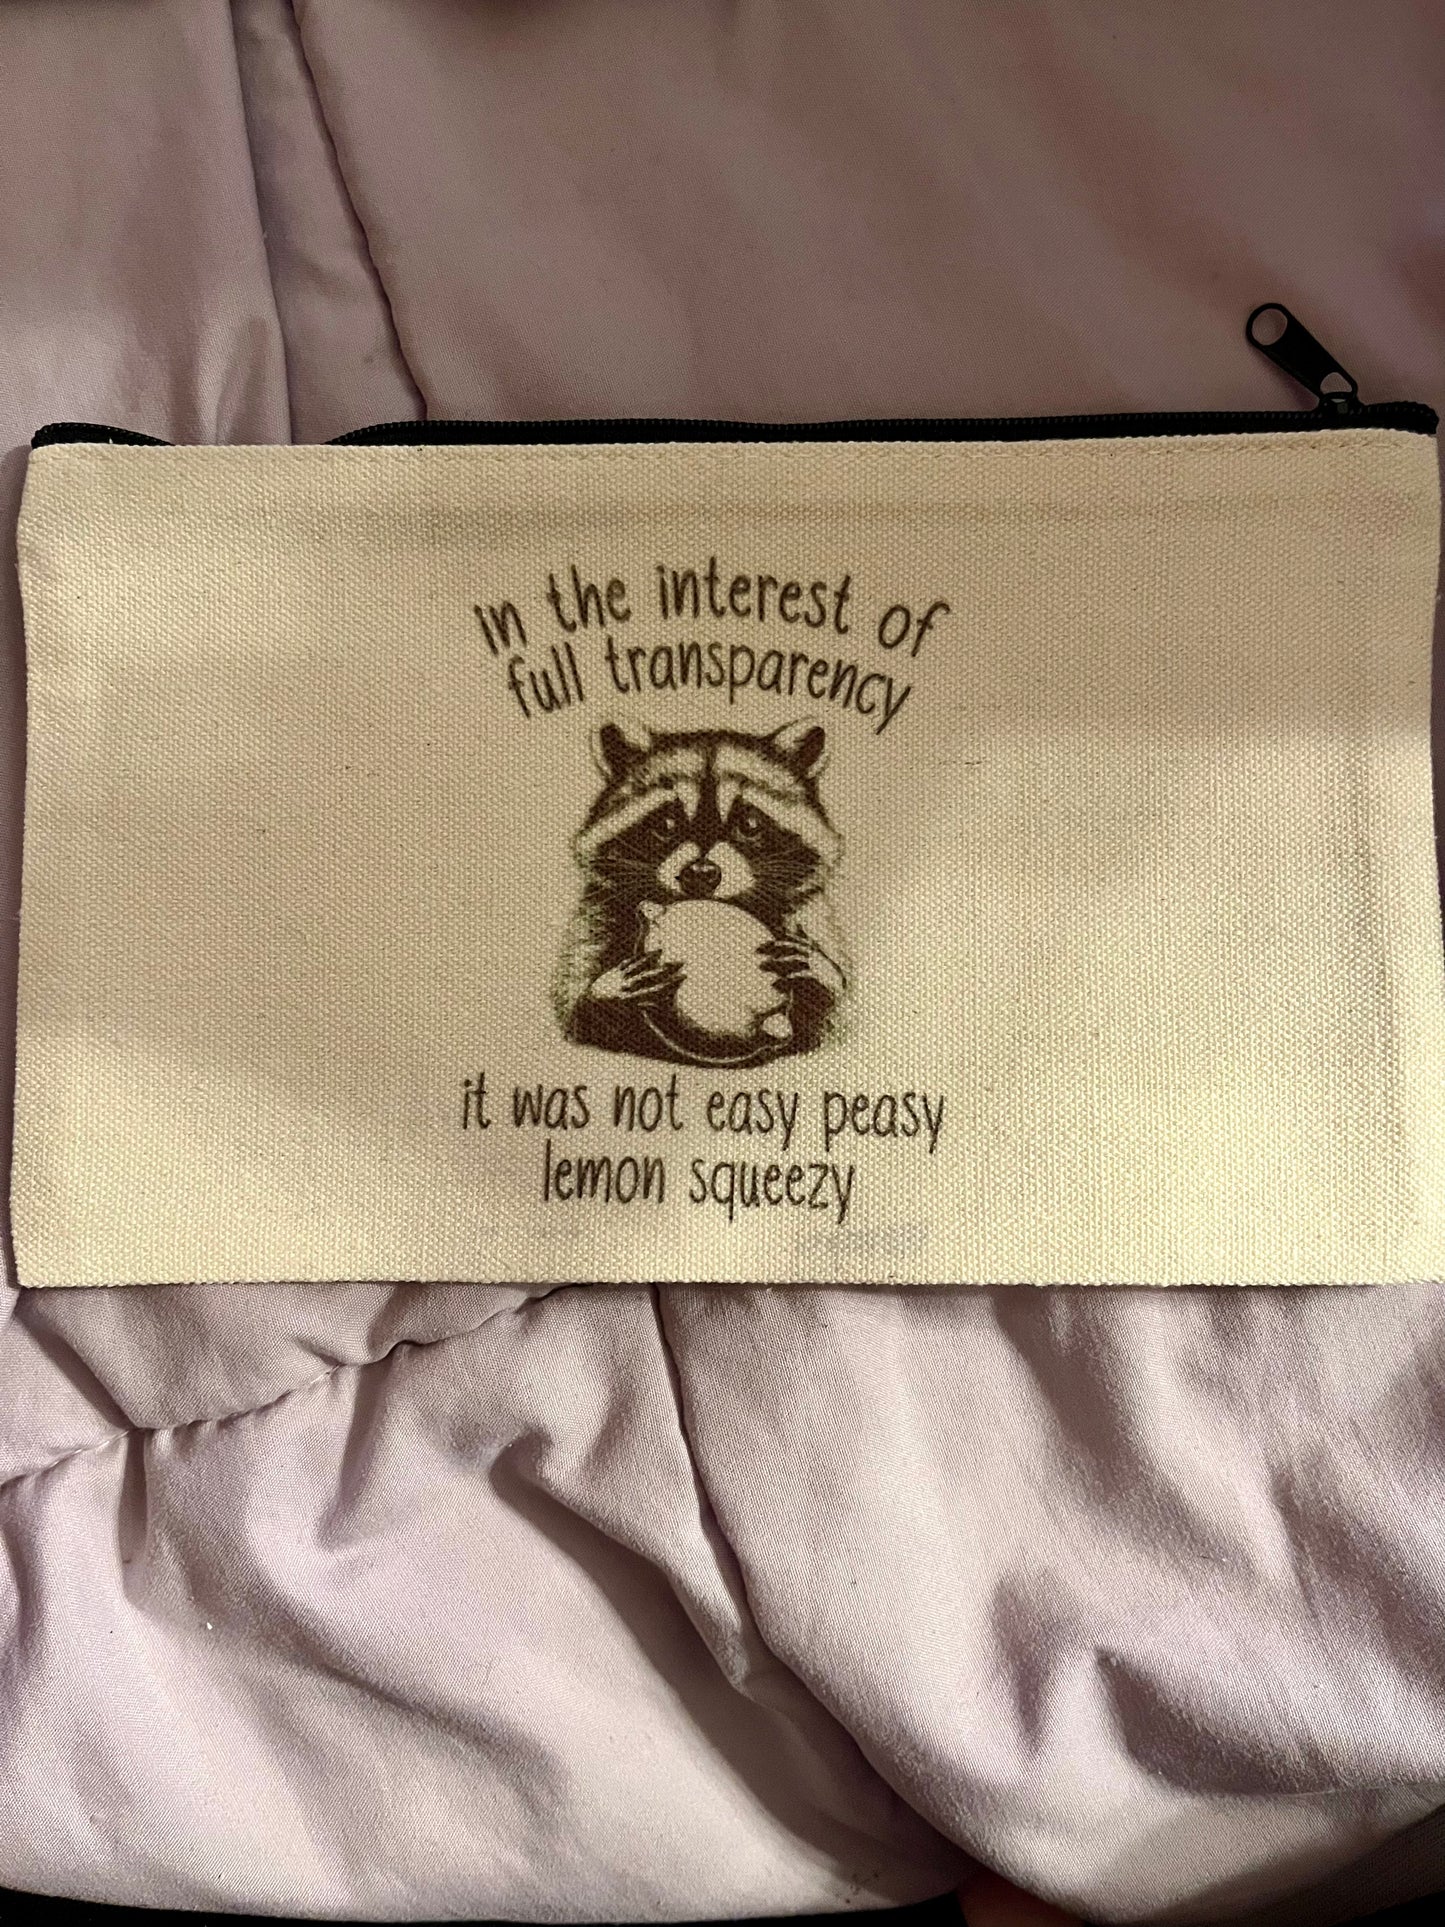 in the interest of
full transparency
it was not easy peasy
lemon squeezy